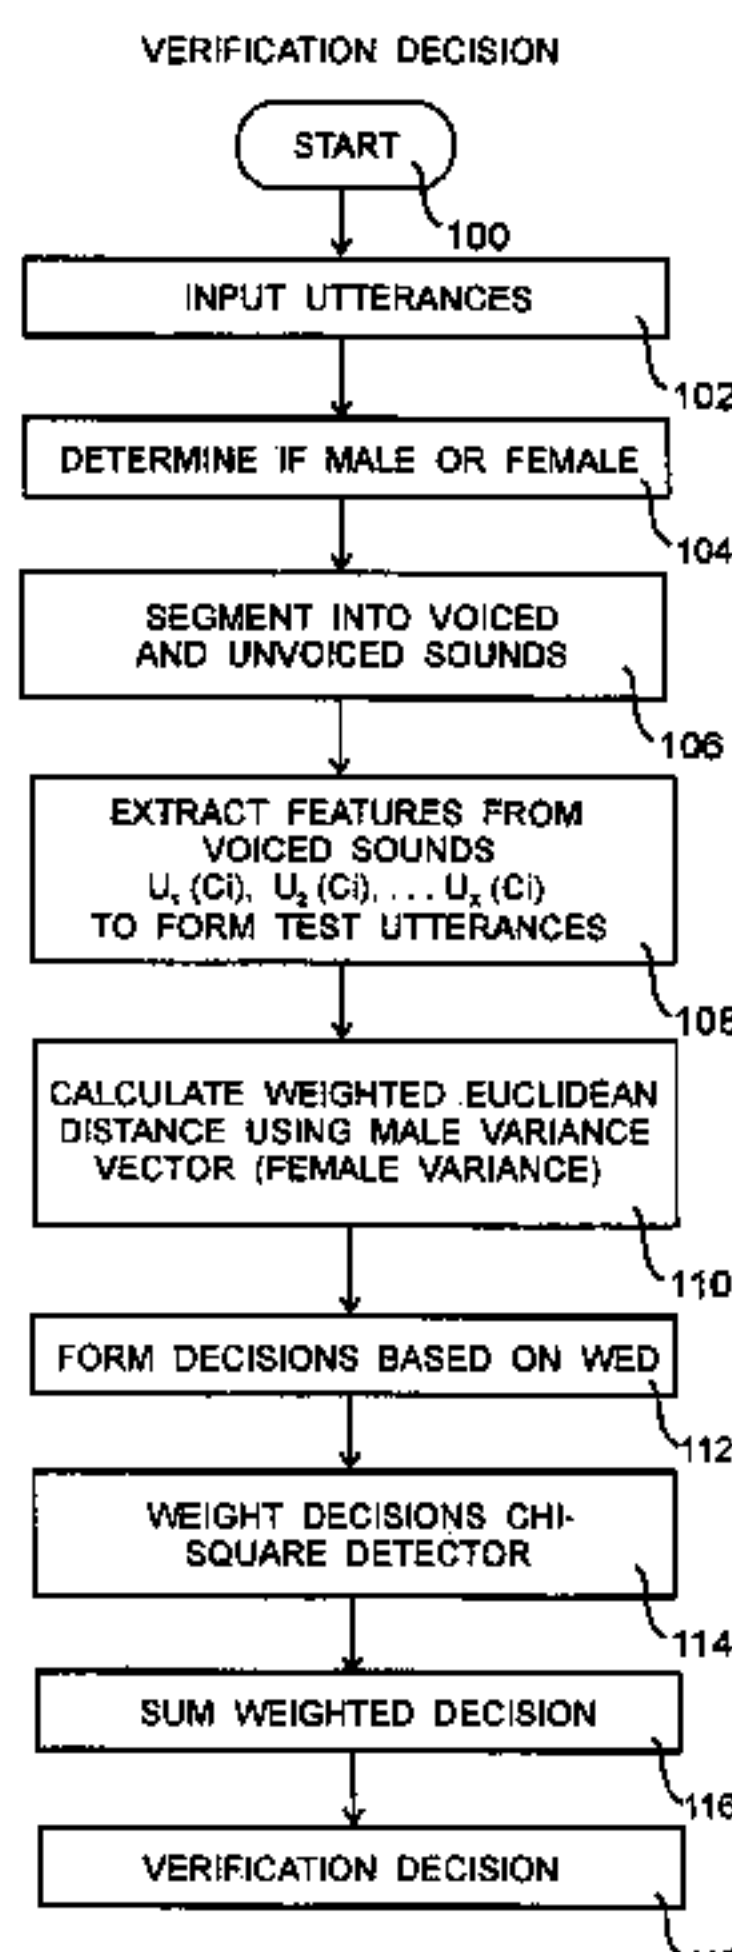 VERIFICATION DECISION
START
100
INPUT UTTERANCES
102
DETERMINE IF MALE OR FEMALE
104
SEGMENT INTO VOICED
AND UNVOICED SOUNDS
106
EXTRACT FEATURES FROM
VOICED SOUNDS
U₁ (Ci), U₂ (Ci), .... Uₓ (Ci)
TO FORM TEST UTTERANCES
108
CALCULATE WEIGHTED EUCLIDEAN
DISTANCE USING MALE VARIANCE
VECTOR (FEMALE VARIANCE)
110
FORM DECISIONS BASED ON WED
112
WEIGHT DECISIONS CHI-
SQUARE DETECTOR
114
SUM WEIGHTED DECISION
116
VERIFICATION DECISION